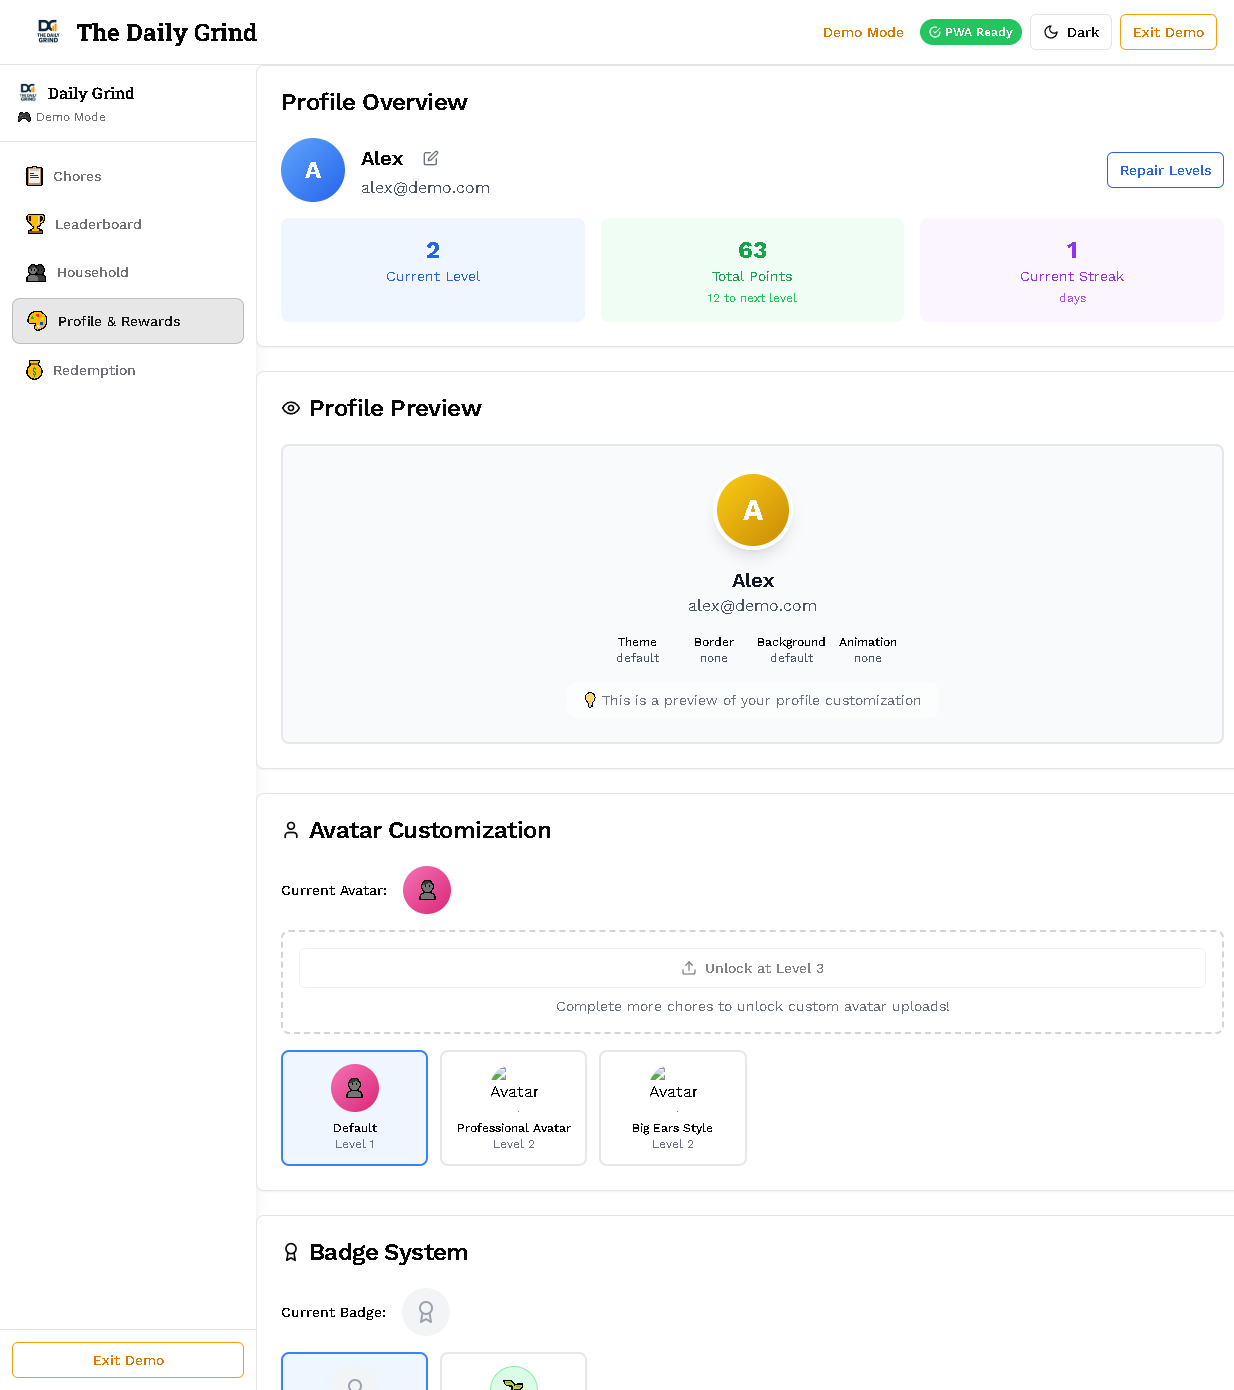 DG
THE DAILY
GRIND
The Daily Grind
Demo Mode
PWA Ready
Dark
Exit Demo
DG
THE DAILY
GRIND
Daily Grind
Demo Mode
Chores
Leaderboard
Household
Profile & Rewards
Redemption
Exit Demo
Profile Overview
A
Alex
alex@demo.com
Repair Levels
2
Current Level
63
Total Points
12 to next level
1
Current Streak
days
Profile Preview
A
Alex
alex@demo.com
Theme Border Background Animation
default none default none
This is a preview of your profile customization
Avatar Customization
Current Avatar:
Unlock at Level 3
Complete more chores to unlock custom avatar uploads!
Default
Level 1
Avatar
Professional Avatar
Level 2
Avatar
Big Ears Style
Level 2
Badge System
Current Badge: